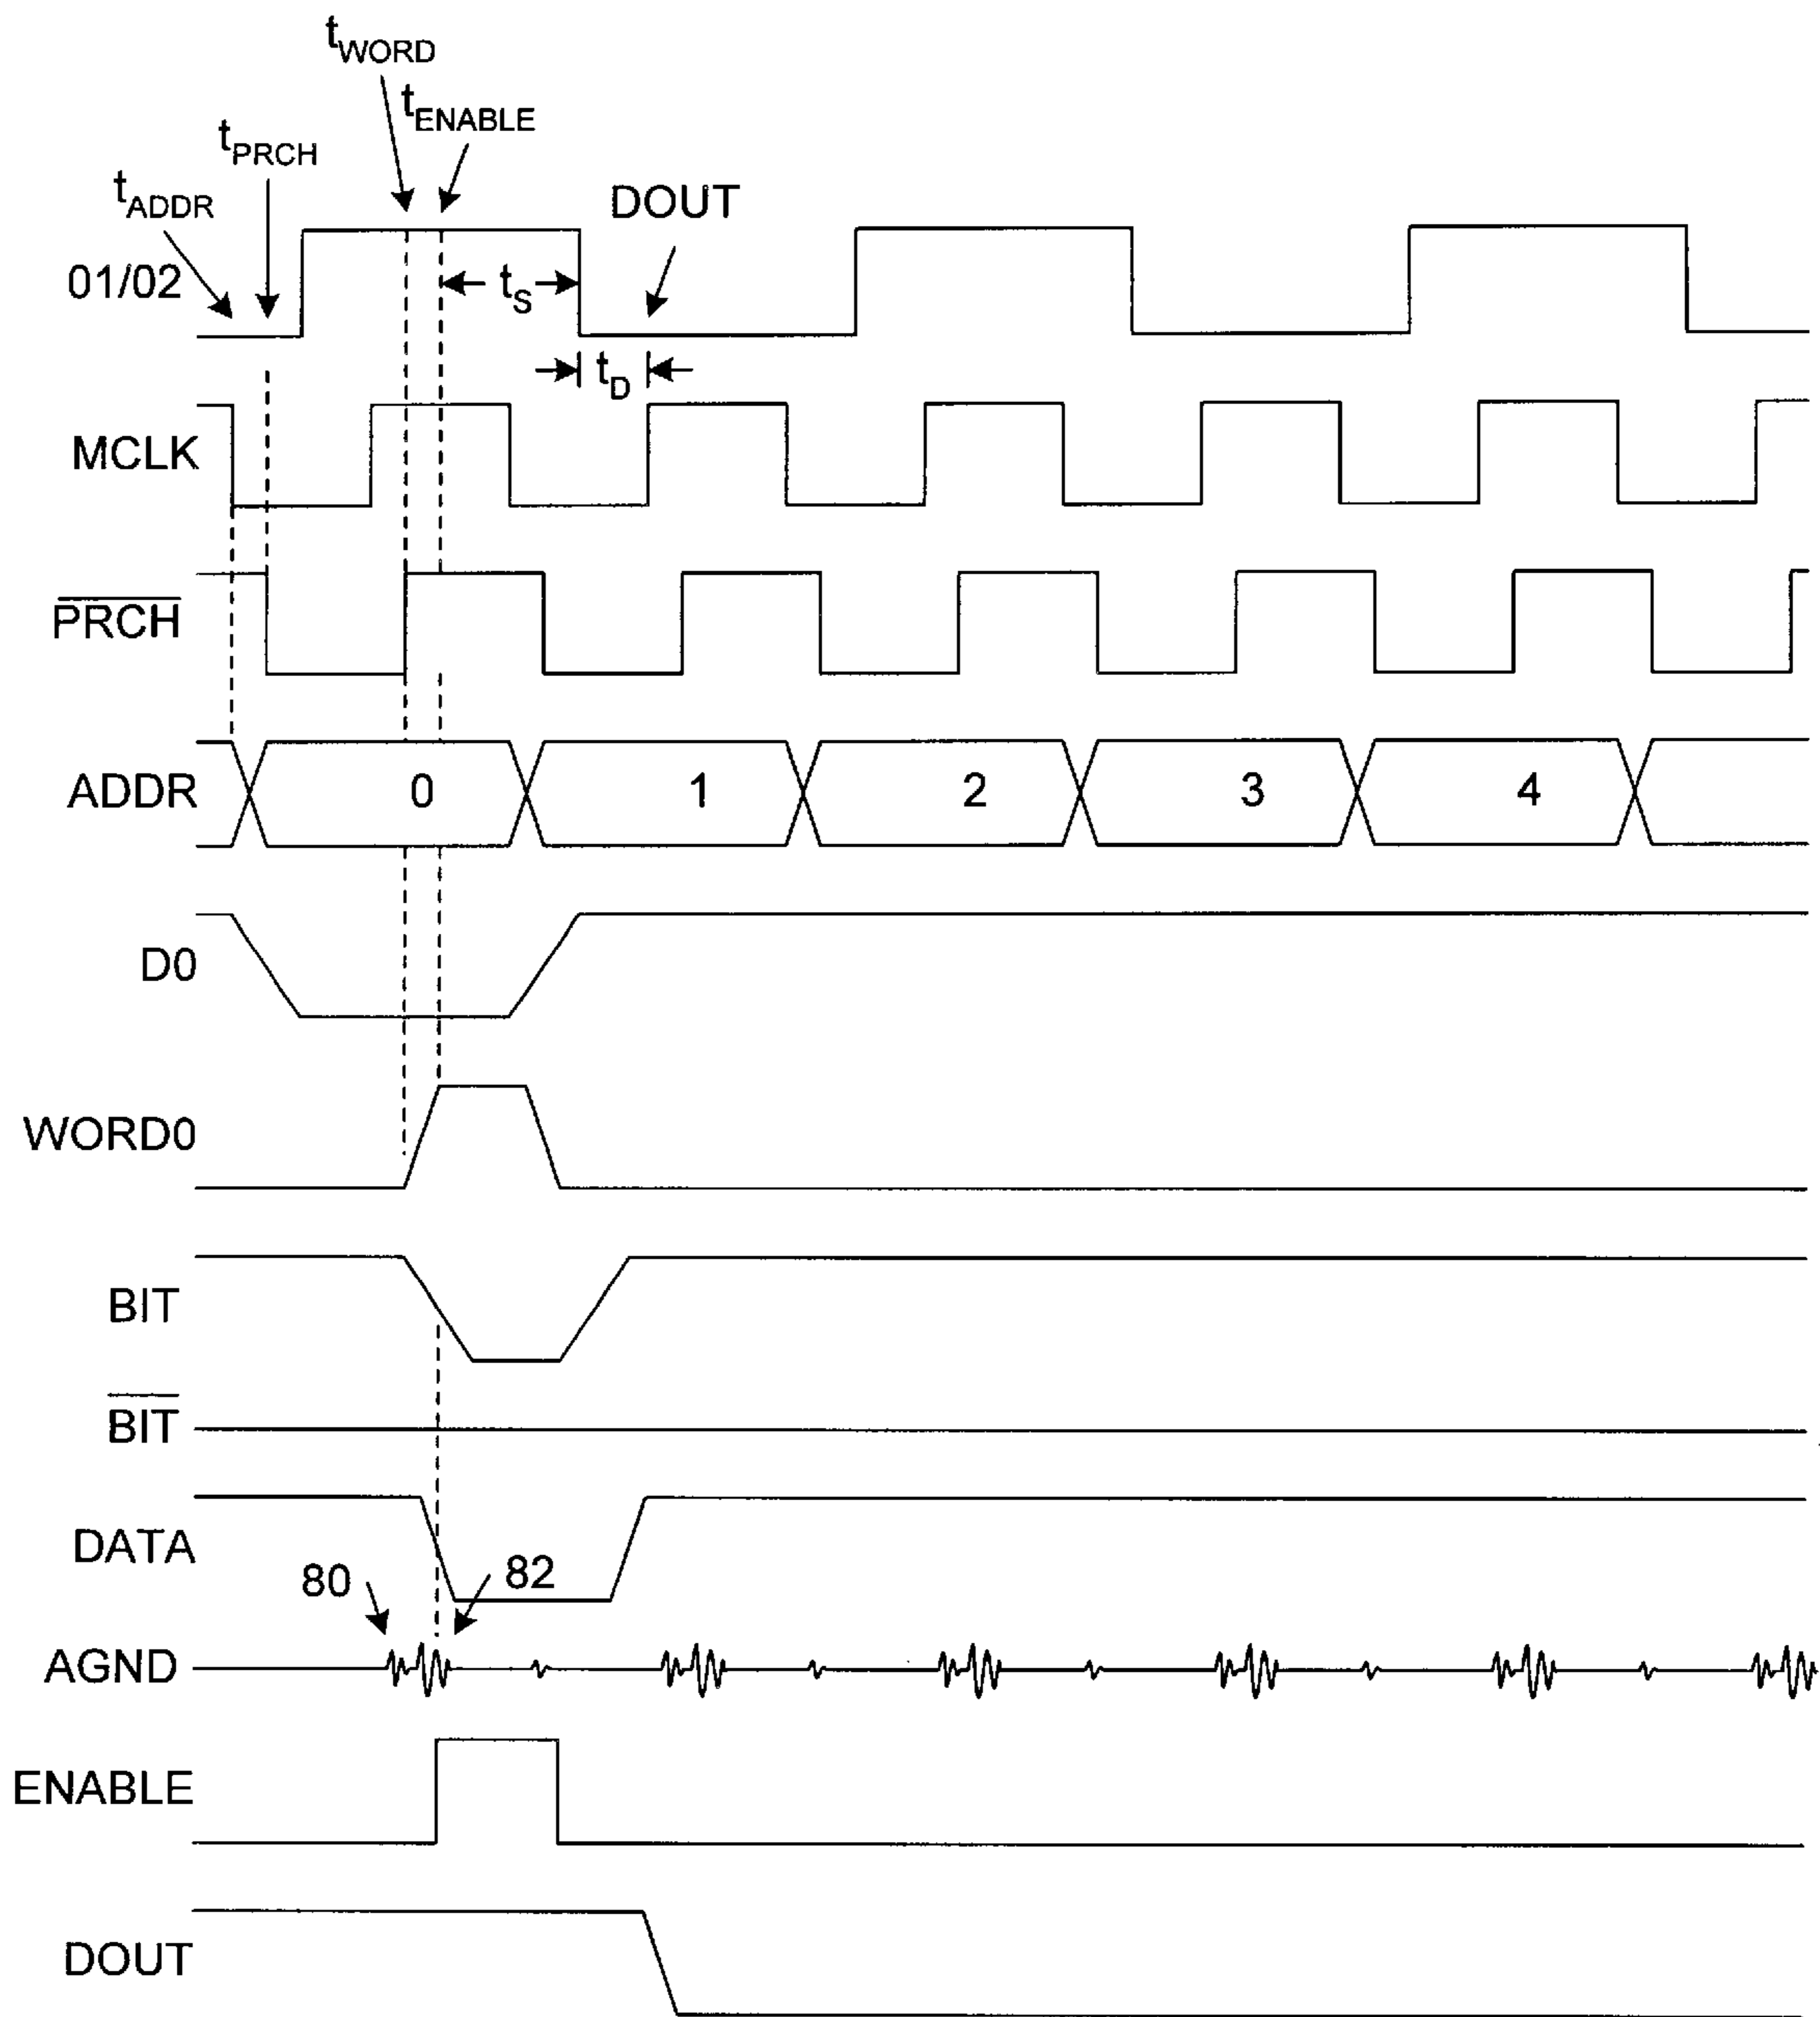 tWORD
tENABLE
tPRCH
tADDR
DOUT
01/02
tS
tD
MCLK
PRCH
ADDR 0 1 2 3 4
D0
WORD0
BIT
BIT
DATA
80 82
AGND
ENABLE
DOUT